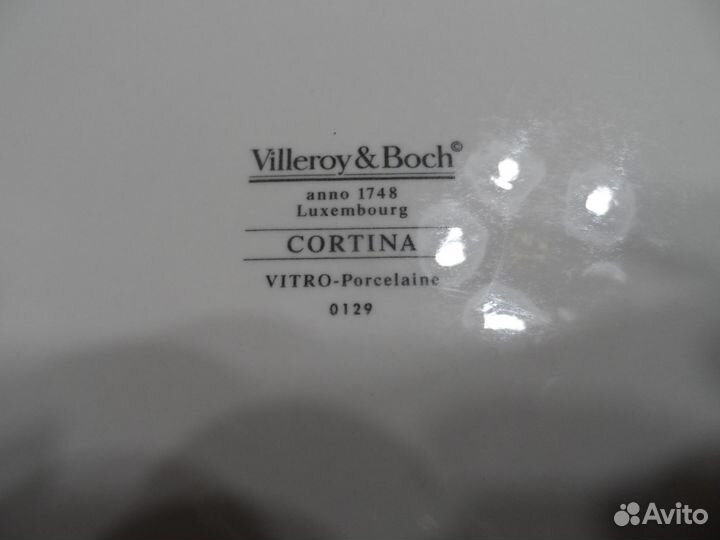 Villeroy & Boch©
anno 1748
Luxembourg
CORTINA
VITRO-Porcelaine
0129
Avito